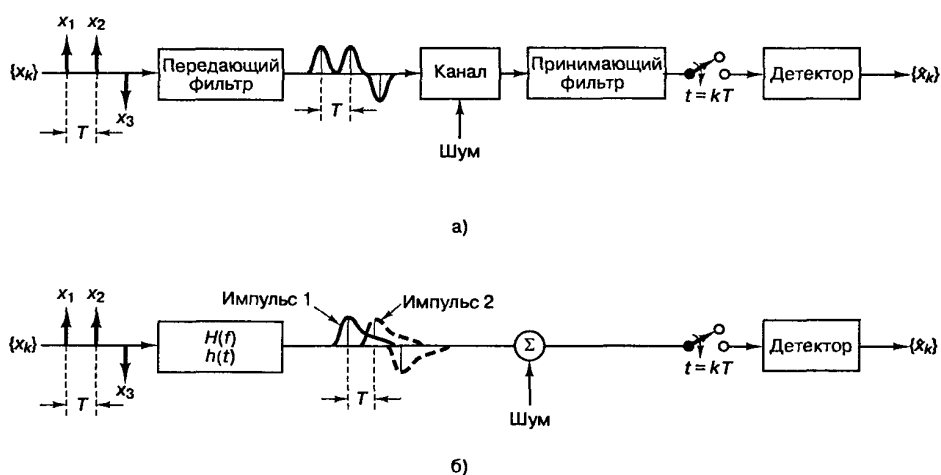 x₁ x₂
{xₖ}
x₃
T
Передающий
фильтр
T
Канал
Шум
Принимающий
фильтр
t = kT
Детектор
{x̂ₖ}
а)
x₁ x₂
{xₖ}
x₃
T
H(f)
h(t)
Импульс 1
Импульс 2
T
Σ
Шум
t = kT
Детектор
{x̂ₖ}
б)